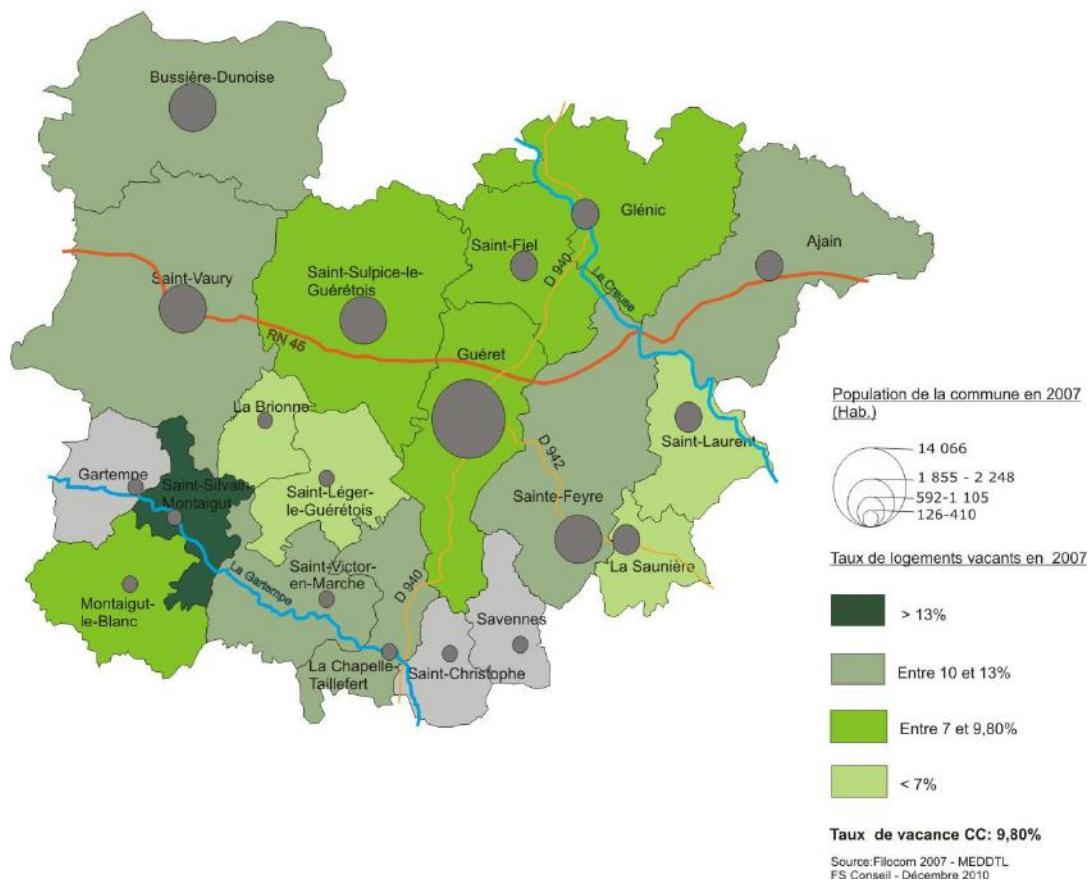 Bussière-Dunoise
Glénic
Ajain
Saint-Fiel
D 940
Saint-Vaury
Saint-Sulpice-le-
Guérétois
La Creuse
RN 45
Guéret
La Brionne
Saint-Laurent
D 942
Gartempe
Saint-Silvain-
Montaigut
Saint-Léger-
le-Guérétois
Sainte-Feyre
La Saunière
Saint-Victor-
en-Marche
La Gartempe
D 940
Montaigut-
le-Blanc
Savennes
La Chapelle-
Taillefert
Saint-Christophe
Population de la commune en 2007
(Hab.)
14 066
1 855 - 2 248
592-1 105
126-410
Taux de logements vacants en 2007
> 13%
Entre 10 et 13%
Entre 7 et 9,80%
< 7%
Taux de vacance CC: 9,80%
Source:Filocom 2007 - MEDDTL
FS Conseil - Décembre 2010